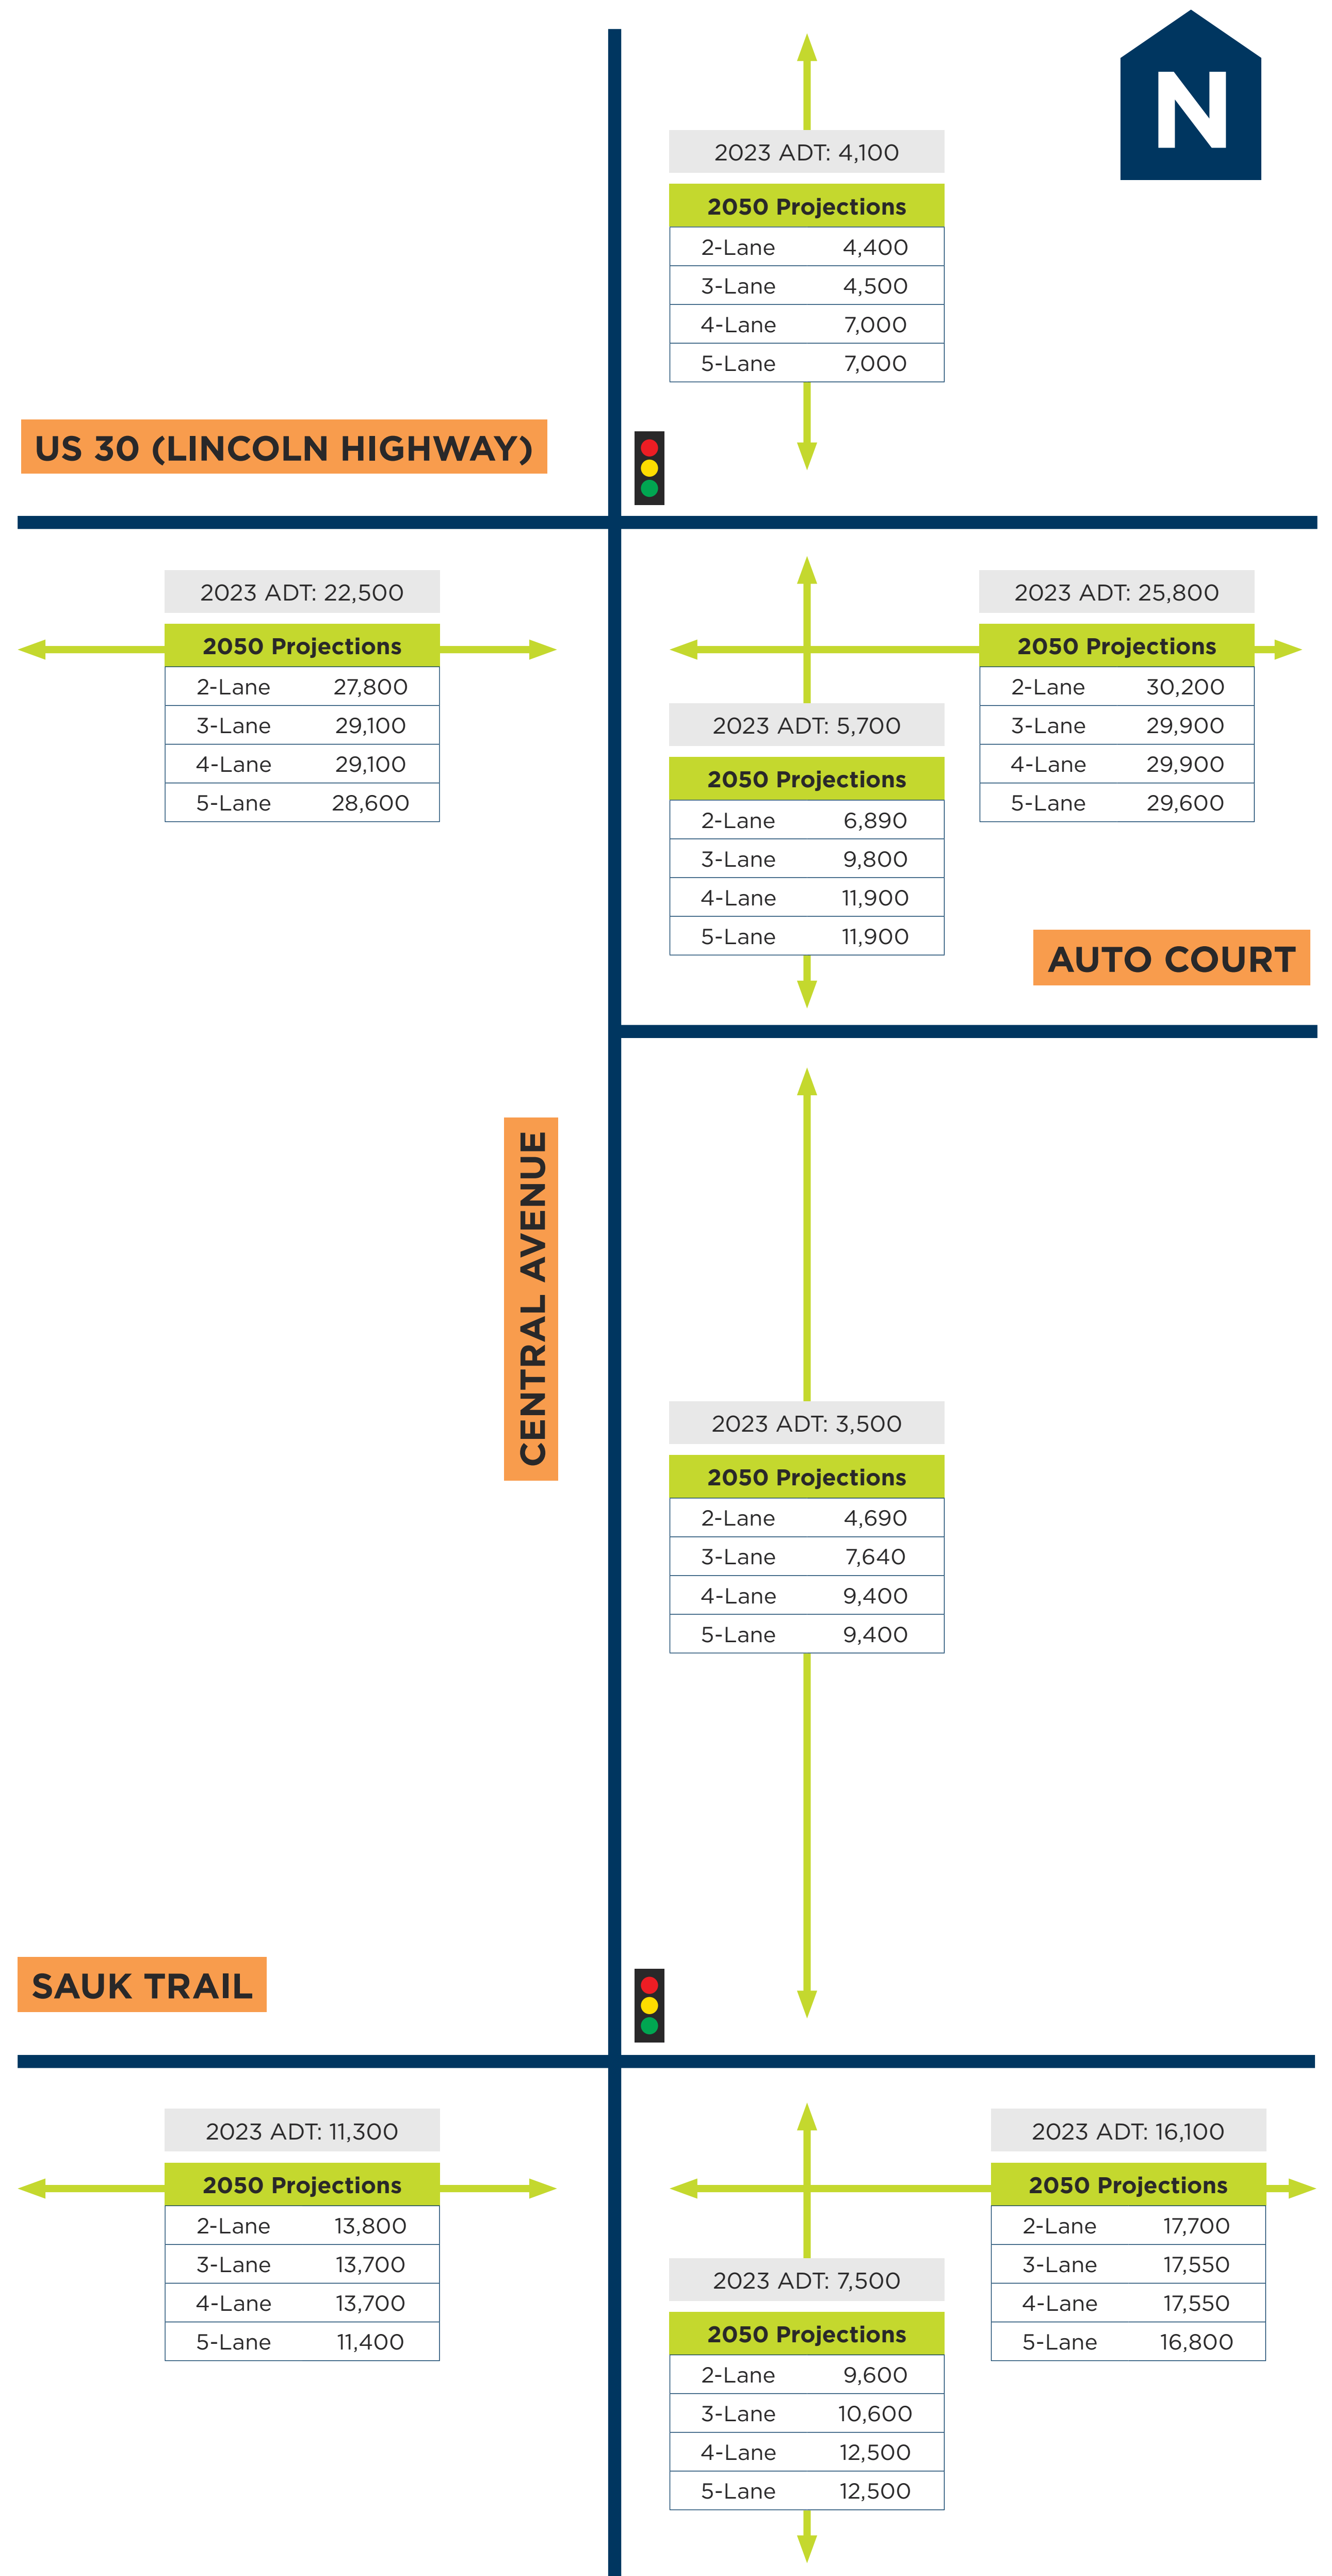 N
2023 ADT: 4,100
2050 Projections
2-Lane 4,400
3-Lane 4,500
4-Lane 7,000
5-Lane 7,000
US 30 (LINCOLN HIGHWAY)
2023 ADT: 22,500
2050 Projections
2-Lane 27,800
3-Lane 29,100
4-Lane 29,100
5-Lane 28,600
2023 ADT: 5,700
2050 Projections
2-Lane 6,890
3-Lane 9,800
4-Lane 11,900
5-Lane 11,900
2023 ADT: 25,800
2050 Projections
2-Lane 30,200
3-Lane 29,900
4-Lane 29,900
5-Lane 29,600
AUTO COURT
CENTRAL AVENUE
2023 ADT: 3,500
2050 Projections
2-Lane 4,690
3-Lane 7,640
4-Lane 9,400
5-Lane 9,400
SAUK TRAIL
2023 ADT: 11,300
2050 Projections
2-Lane 13,800
3-Lane 13,700
4-Lane 13,700
5-Lane 11,400
2023 ADT: 7,500
2050 Projections
2-Lane 9,600
3-Lane 10,600
4-Lane 12,500
5-Lane 12,500
2023 ADT: 16,100
2050 Projections
2-Lane 17,700
3-Lane 17,550
4-Lane 17,550
5-Lane 16,800